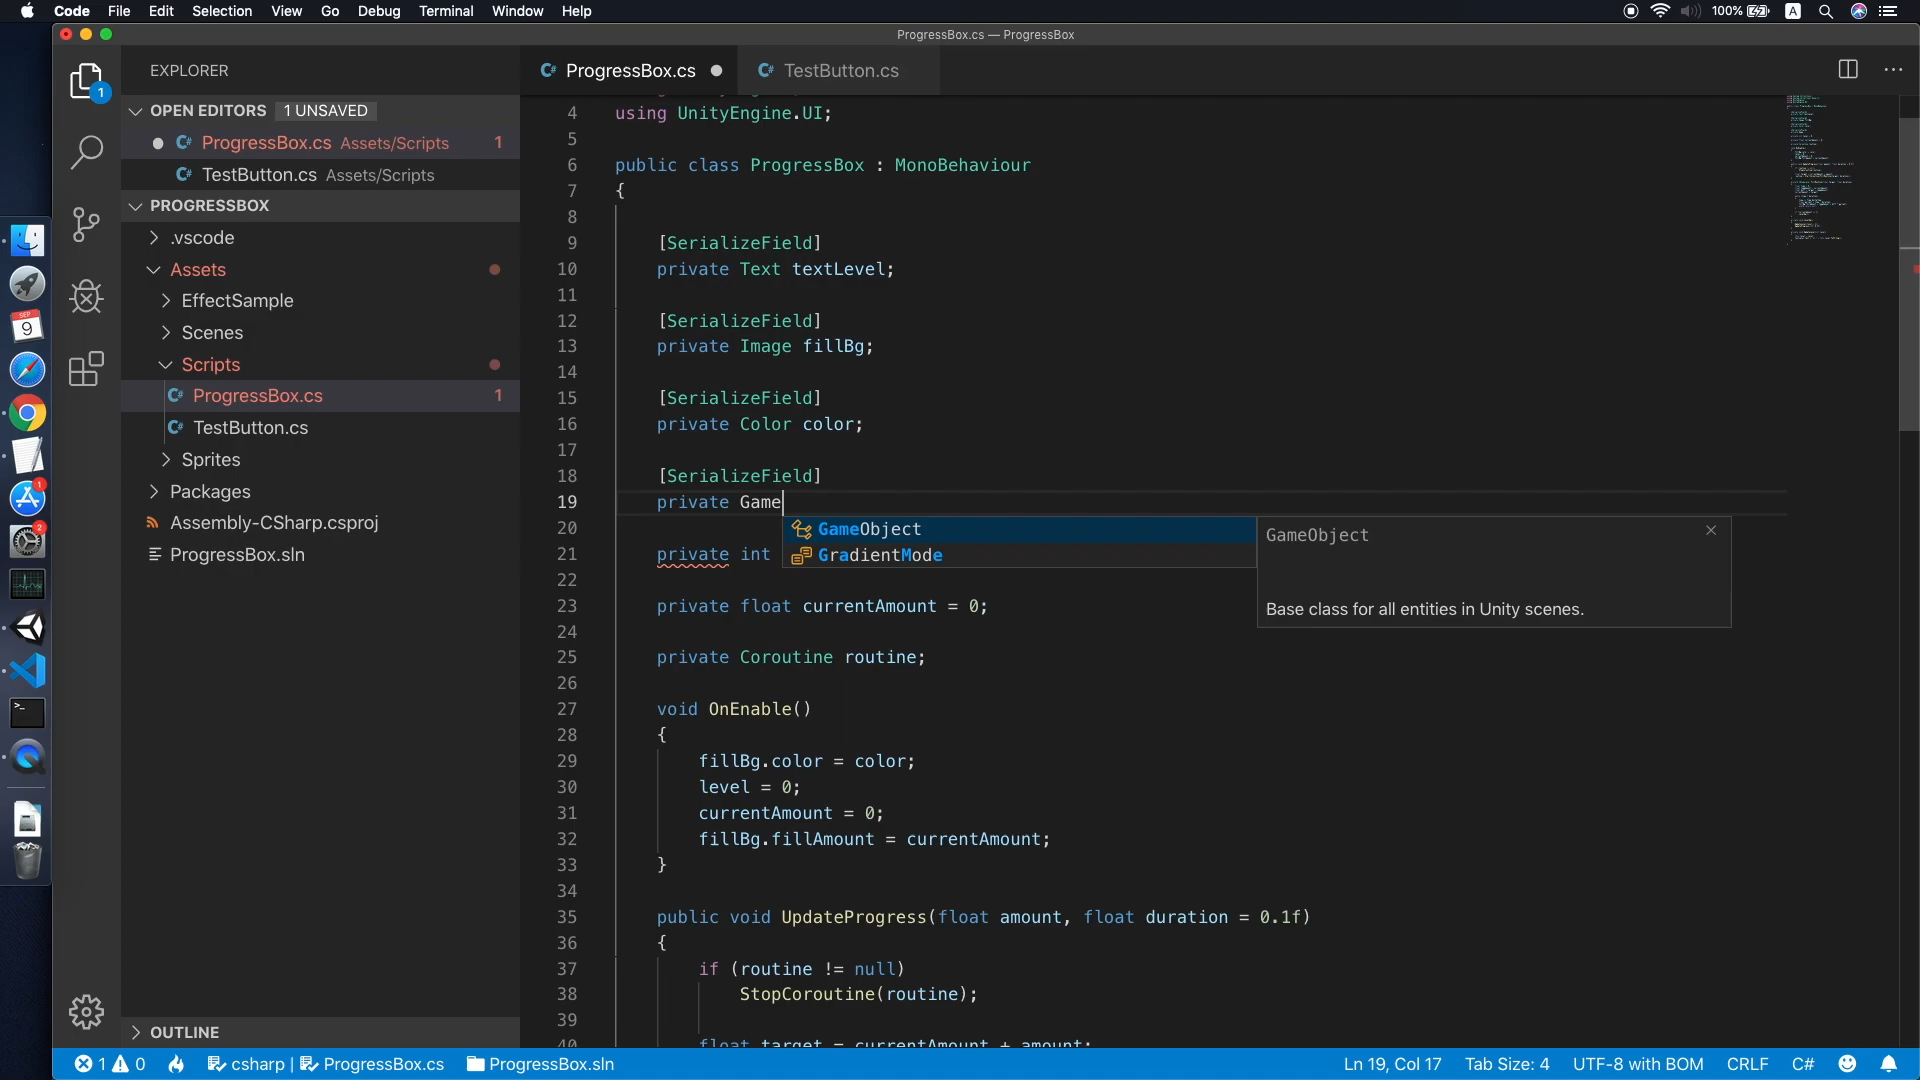 Code File Edit Selection View Go Debug Terminal Window Help 100% A
ProgressBox.cs — ProgressBox
EXPLORER
C# ProgressBox.cs
C# TestButton.cs
OPEN EDITORS 1 UNSAVED
C# ProgressBox.cs Assets/Scripts 1
C# TestButton.cs Assets/Scripts
PROGRESSBOX
.vscode
Assets
EffectSample
Scenes
Scripts
C# ProgressBox.cs 1
C# TestButton.cs
Sprites
Packages
Assembly-CSharp.csproj
ProgressBox.sln
OUTLINE
1
SEP
9
1
2
4 using UnityEngine.UI;
5
6 public class ProgressBox : MonoBehaviour
7 {
8
9 [SerializeField]
10 private Text textLevel;
11
12 [SerializeField]
13 private Image fillBg;
14
15 [SerializeField]
16 private Color color;
17
18 [SerializeField]
19 private Game
20
21 private int
22
23 private float currentAmount = 0;
24
25 private Coroutine routine;
26
27 void OnEnable()
28 {
29 fillBg.color = color;
30 level = 0;
31 currentAmount = 0;
32 fillBg.fillAmount = currentAmount;
33 }
34
35 public void UpdateProgress(float amount, float duration = 0.1f)
36 {
37 if (routine != null)
38 StopCoroutine(routine);
39
40 float target = currentAmount + amount;
GameObject
GradientMode
GameObject
Base class for all entities in Unity scenes.
1 0 csharp | ProgressBox.cs ProgressBox.sln Ln 19, Col 17 Tab Size: 4 UTF-8 with BOM CRLF C#